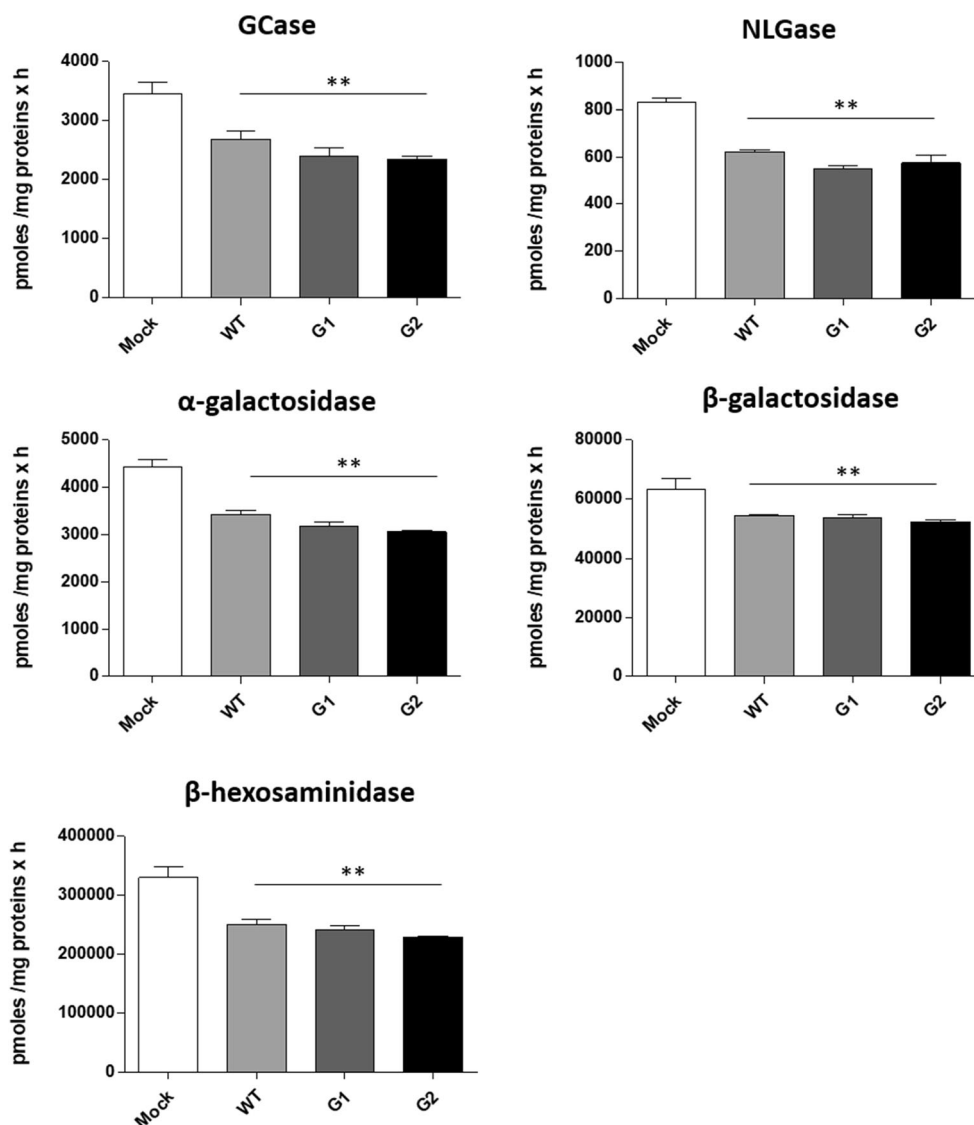 GCase
pmoles /mg proteins x h
4000
3000
2000
1000
0
**
Mock
WT
G1
G2
NLGase
pmoles /mg proteins x h
1000
800
600
400
200
0
**
Mock
WT
G1
G2
α-galactosidase
pmoles /mg proteins x h
5000
4000
3000
2000
1000
0
**
Mock
WT
G1
G2
β-galactosidase
pmoles /mg proteins x h
80000
60000
40000
20000
0
**
Mock
WT
G1
G2
β-hexosaminidase
pmoles /mg proteins x h
400000
300000
200000
100000
0
**
Mock
WT
G1
G2